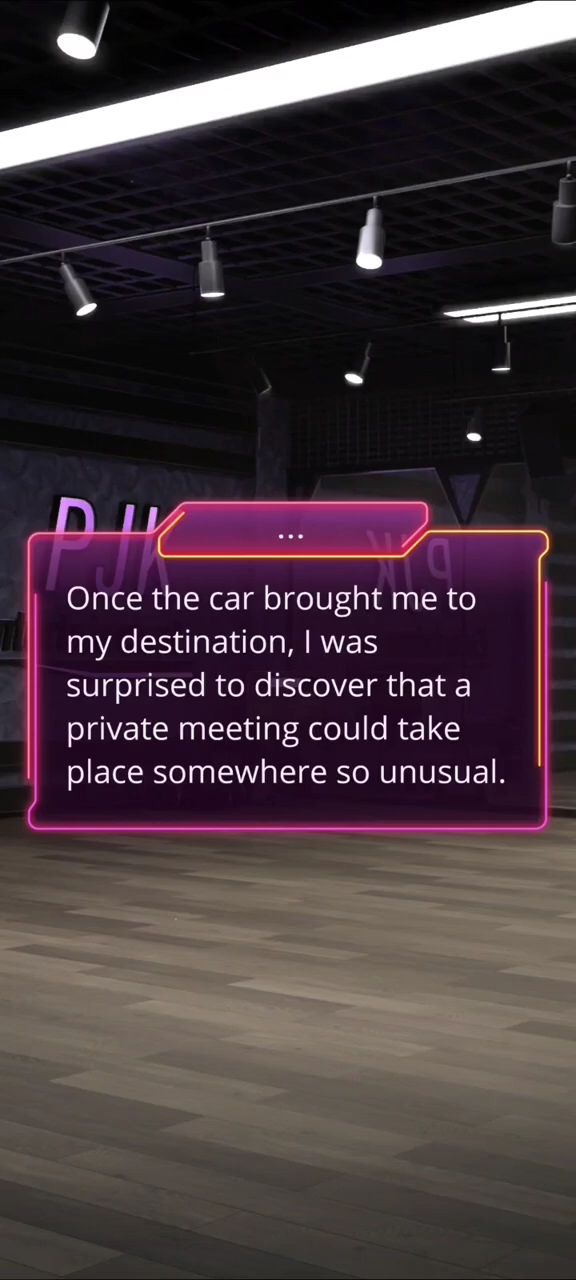 PJK
...
Once the car brought me to
my destination, I was
surprised to discover that a
private meeting could take
place somewhere so unusual.